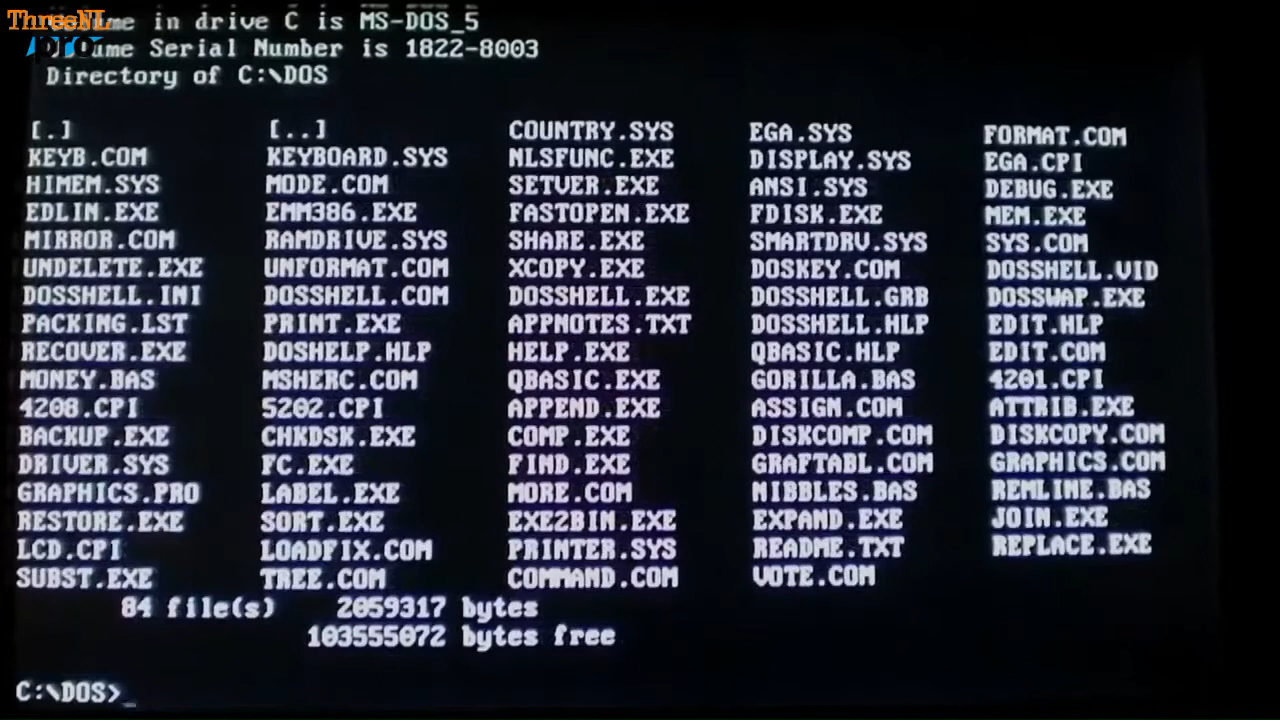 ThreeNL
pro
Volume in drive C is MS-DOS_5
Volume Serial Number is 1822-8003
Directory of C:\DOS
[.] [..] COUNTRY.SYS EGA.SYS FORMAT.COM
KEYB.COM KEYBOARD.SYS NLSFUNC.EXE DISPLAY.SYS EGA.CPI
HIMEM.SYS MODE.COM SETVER.EXE ANSI.SYS DEBUG.EXE
EDLIN.EXE EMM386.EXE FASTOPEN.EXE FDISK.EXE MEM.EXE
MIRROR.COM RAMDRIVE.SYS SHARE.EXE SMARTDRV.SYS SYS.COM
UNDELETE.EXE UNFORMAT.COM XCOPY.EXE DOSKEY.COM DOSSHELL.VID
DOSSHELL.INI DOSSHELL.COM DOSSHELL.EXE DOSSHELL.GRB DOSSWAP.EXE
PACKING.LST PRINT.EXE APPNOTES.TXT DOSSHELL.HLP EDIT.HLP
RECOVER.EXE DOSHELP.HLP HELP.EXE QBASIC.HLP EDIT.COM
MONEY.BAS MSHERC.COM QBASIC.EXE GORILLA.BAS 4201.CPI
4208.CPI 5202.CPI APPEND.EXE ASSIGN.COM ATTRIB.EXE
BACKUP.EXE CHKDSK.EXE COMP.EXE DISKCOMP.COM DISKCOPY.COM
DRIVER.SYS FC.EXE FIND.EXE GRAFTABL.COM GRAPHICS.COM
GRAPHICS.PRO LABEL.EXE MORE.COM NIBBLES.BAS REMLINE.BAS
RESTORE.EXE SORT.EXE EXE2BIN.EXE EXPAND.EXE JOIN.EXE
LCD.CPI LOADFIX.COM PRINTER.SYS README.TXT REPLACE.EXE
SUBST.EXE TREE.COM COMMAND.COM VOTE.COM
84 file(s) 2059317 bytes
103555072 bytes free
C:\DOS>_